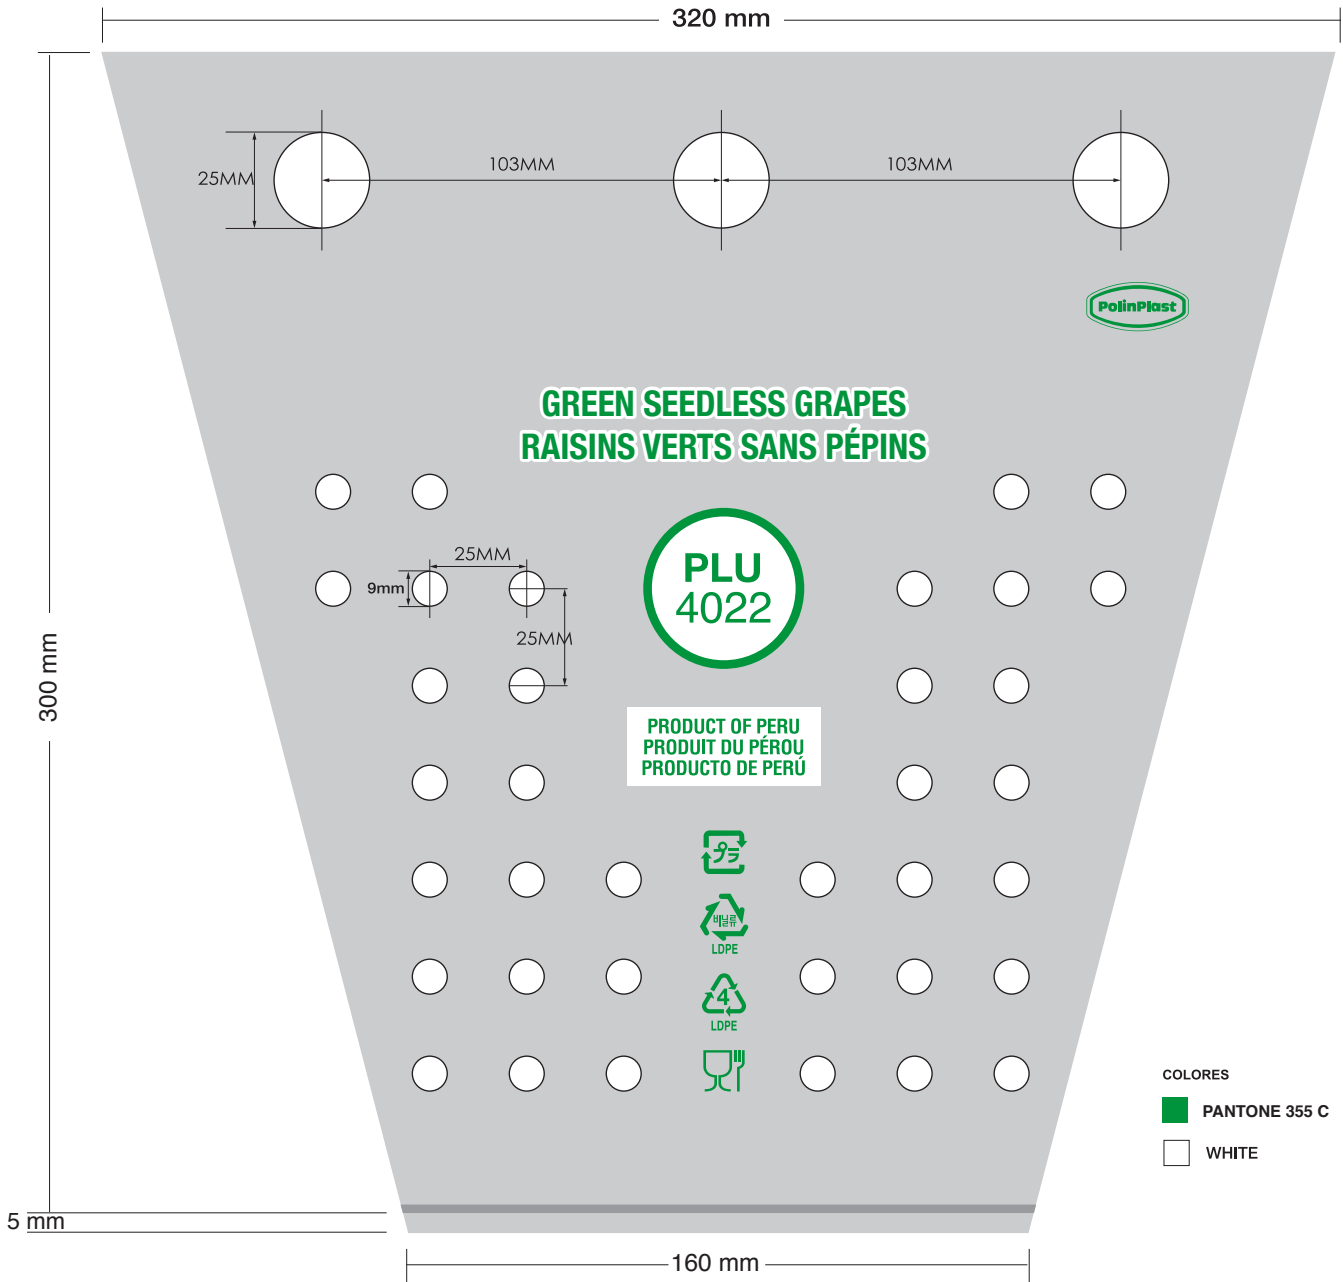 320 mm
103MM
103MM
25MM
PolinPlast
GREEN SEEDLESS GRAPES
RAISINS VERTS SANS PÉPINS
25MM
9mm
PLU
4022
25MM
300 mm
PRODUCT OF PERU
PRODUIT DU PÉROU
PRODUCTO DE PERÚ
プラ
비닐류
LDPE
4
LDPE
COLORES
PANTONE 355 C
WHITE
5 mm
160 mm